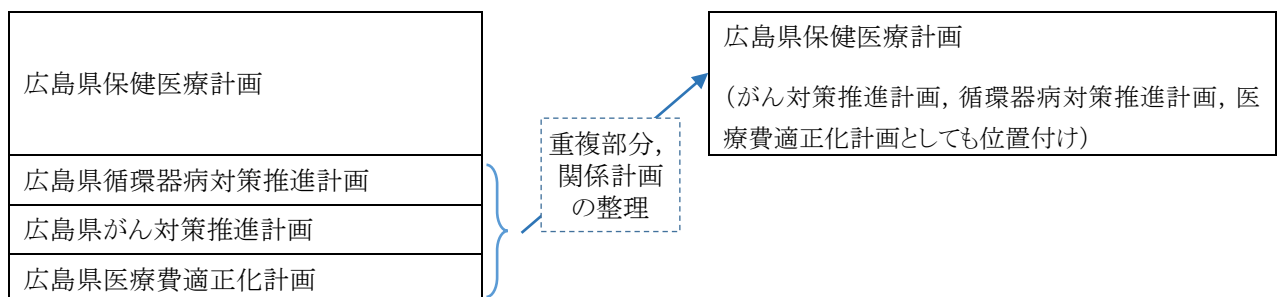 広島県保健医療計画
広島県循環器病対策推進計画
広島県がん対策推進計画
広島県医療費適正化計画
重複部分，
関係計画
の整理
広島県保健医療計画
（がん対策推進計画，循環器病対策推進計画，医
療費適正化計画としても位置付け）